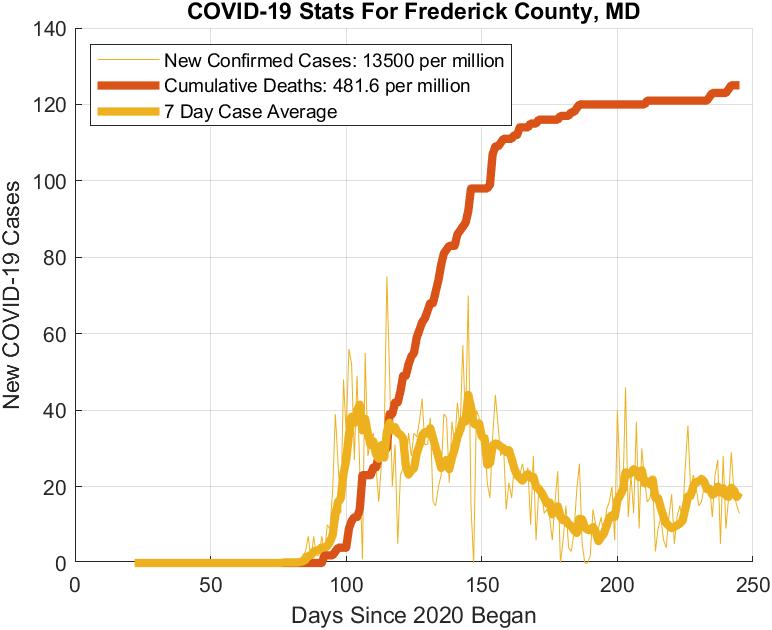 COVID-19 Stats For Frederick County, MD
New Confirmed Cases: 13500 per million
Cumulative Deaths: 481.6 per million
7 Day Case Average
New COVID-19 Cases
140
120
100
80
60
40
20
0
0 50 100 150 200 250
Days Since 2020 Began